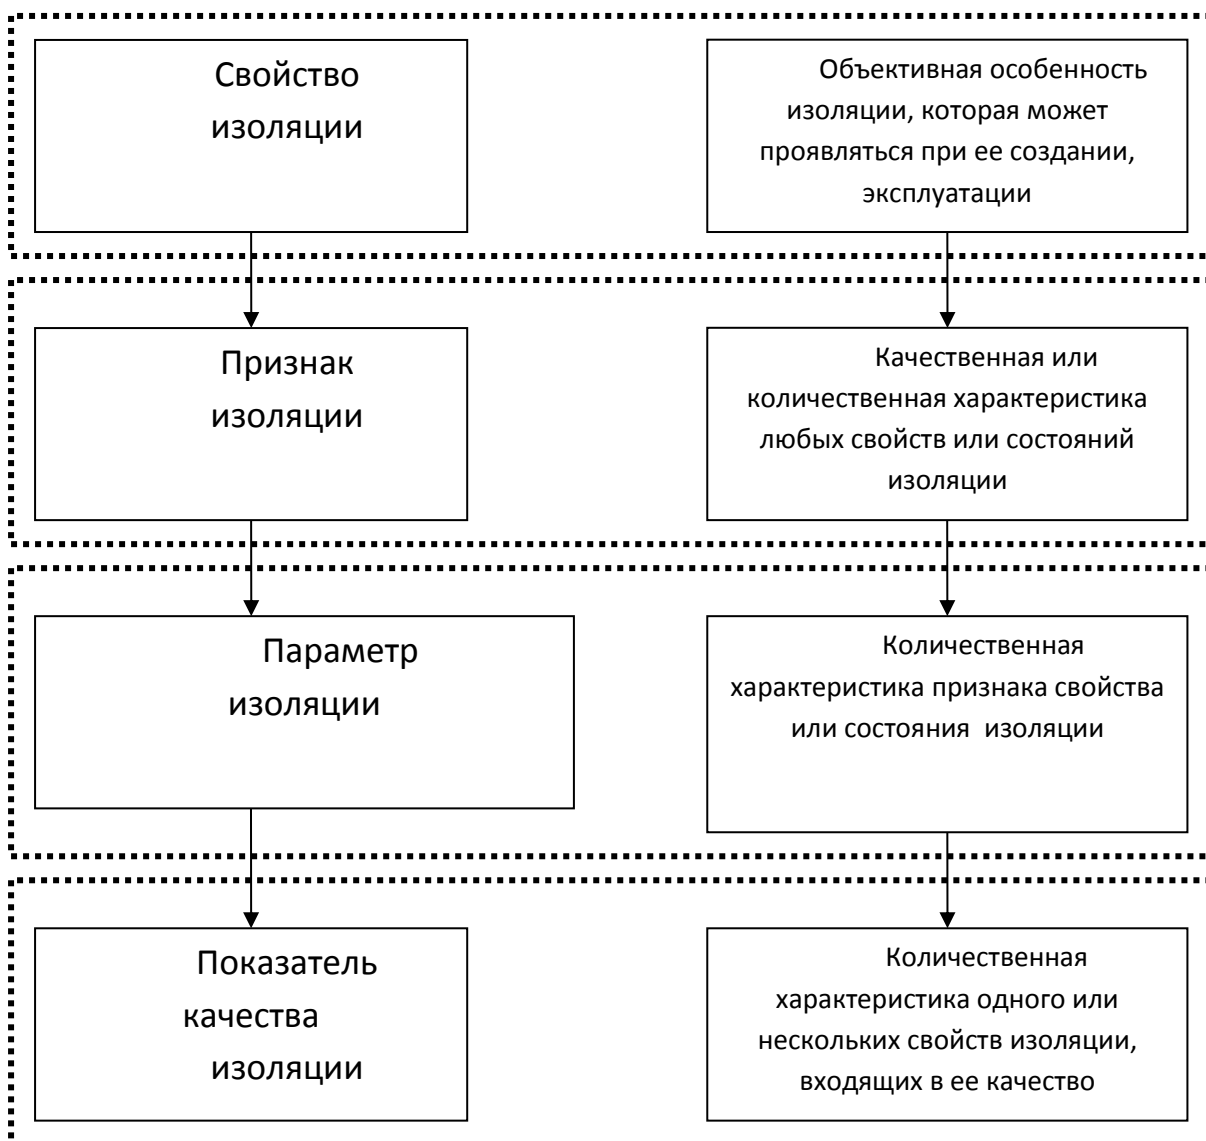 Свойство
изоляции
Объективная особенность
изоляции, которая может
проявляться при ее создании,
эксплуатации
Признак
изоляции
Качественная или
количественная характеристика
любых свойств или состояний
изоляции
Параметр
изоляции
Количественная
характеристика признака свойства
или состояния изоляции
Показатель
качества
изоляции
Количественная
характеристика одного или
нескольких свойств изоляции,
входящих в ее качество